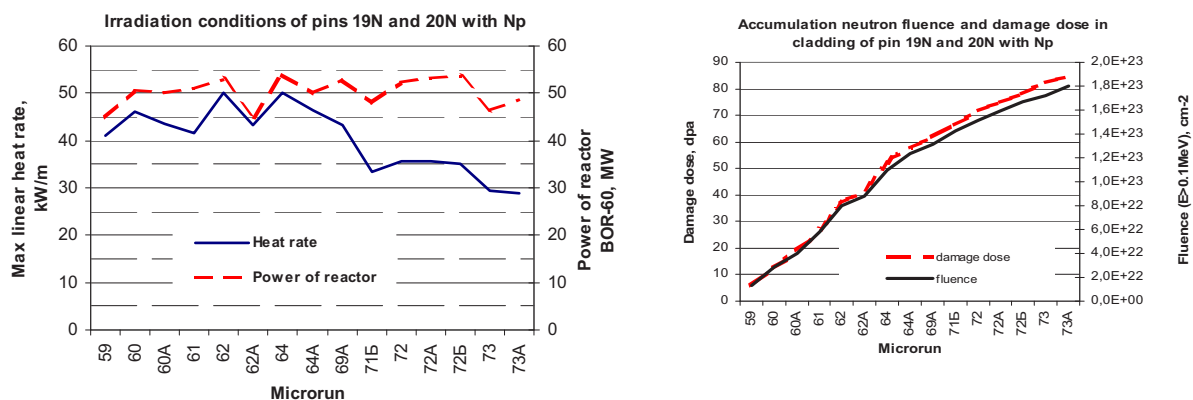 Irradiation conditions of pins 19N and 20N with Np
60
50
40
30
20
10
0
60
50
40
30
20
10
0
Max linear heat rate,
kW/m
Power of reactor
BOR-60, MW
Heat rate
Power of reactor
59
60
60A
61
62
62A
64
64A
69A
71Б
72
72A
72Б
73
73A
Microrun
Accumulation neutron fluence and damage dose in
cladding of pin 19N and 20N with Np
90
80
70
60
50
40
30
20
10
0
2,0E+23
1,8E+23
1,6E+23
1,4E+23
1,2E+23
1,0E+23
8,0E+22
6,0E+22
4,0E+22
2,0E+22
0,0E+00
Damage dose, dpa
Fluence (E>0.1MeV), cm-2
damage dose
fluence
59
60
60A
61
62
62A
64
64A
69A
71Б
72
72A
72Б
73
73A
Microrun